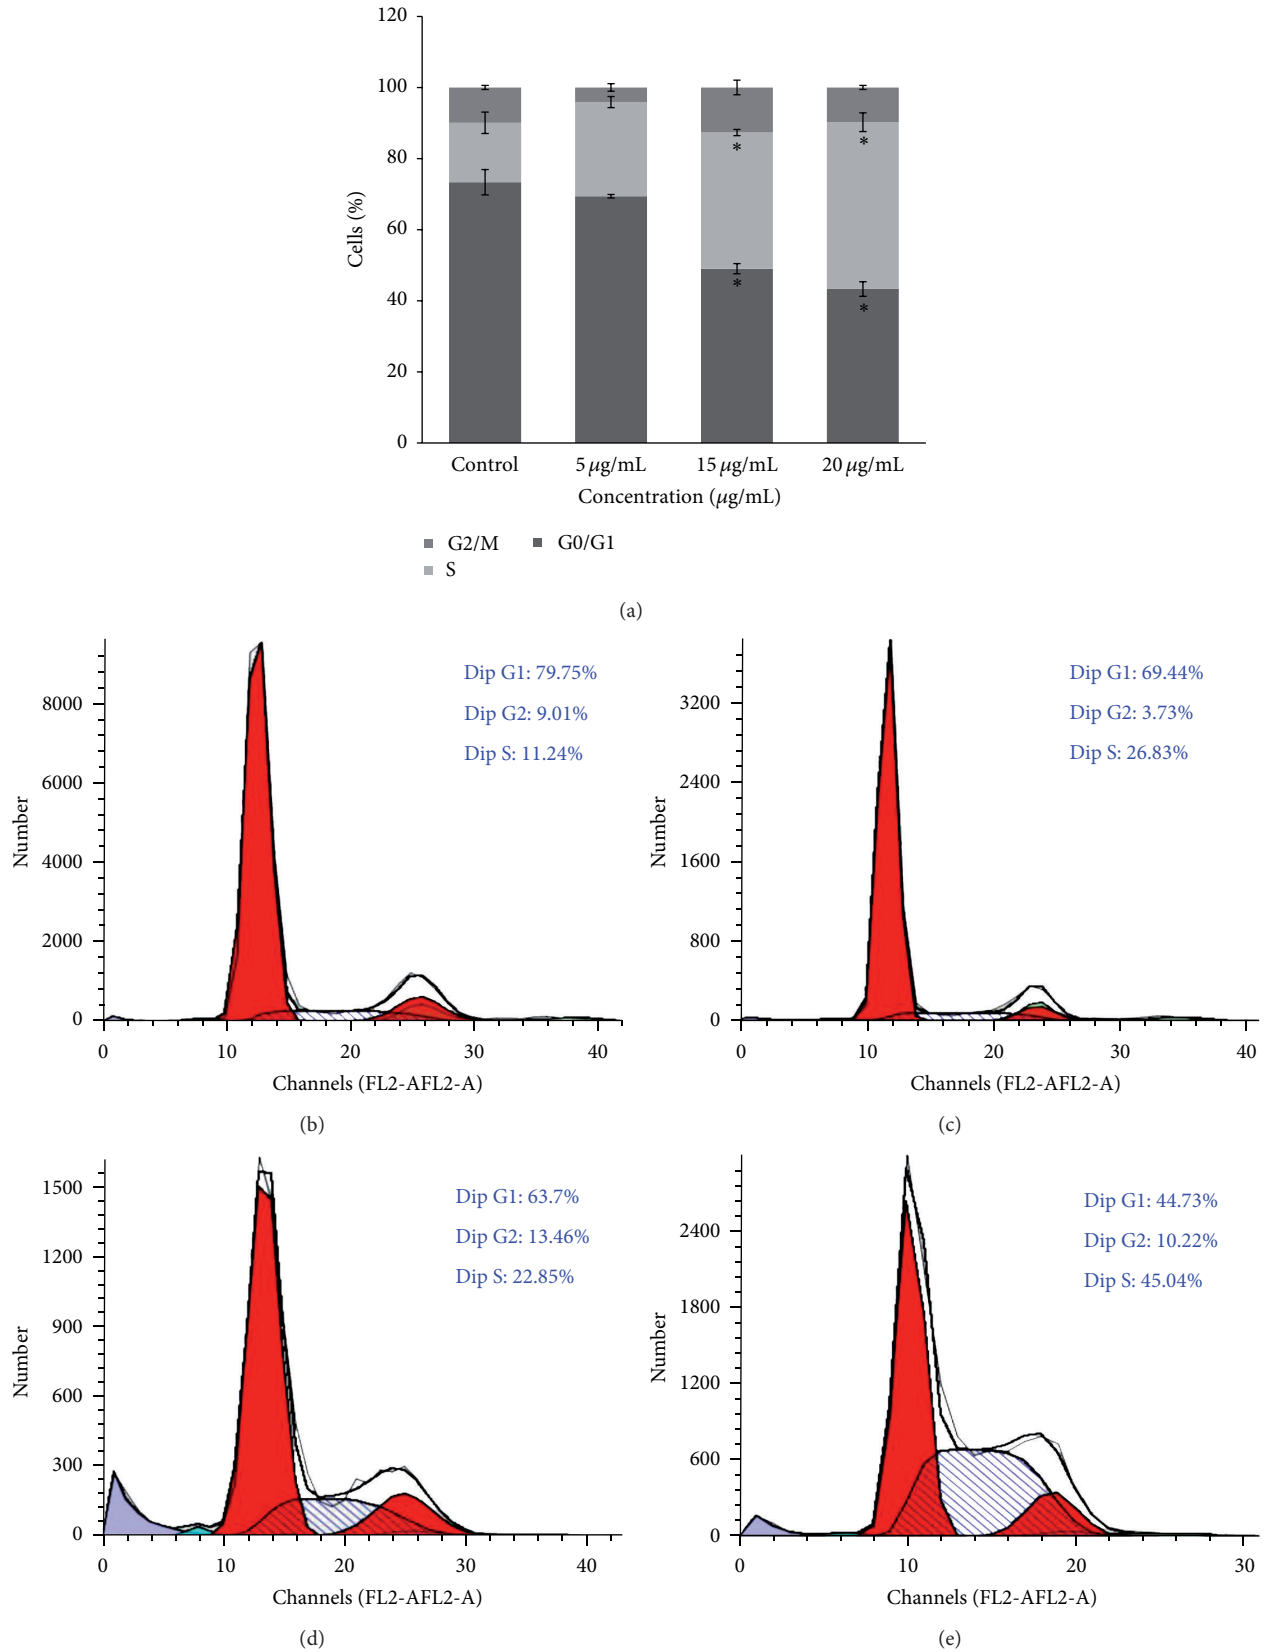 120
100
80
60
40
20
0
Cells (%)
*
*
*
*
Control
5 μg/mL
15 μg/mL
20 μg/mL
Concentration (μg/mL)
G2/M
G0/G1
S
(a)
Dip G1: 79.75%
Dip G2: 9.01%
Dip S: 11.24%
8000
6000
4000
2000
0
Number
0
10
20
30
40
Channels (FL2-AFL2-A)
(b)
Dip G1: 69.44%
Dip G2: 3.73%
Dip S: 26.83%
3200
2400
1600
800
0
Number
0
10
20
30
40
Channels (FL2-AFL2-A)
(c)
Dip G1: 63.7%
Dip G2: 13.46%
Dip S: 22.85%
1500
1200
900
600
300
0
Number
0
10
20
30
40
Channels (FL2-AFL2-A)
(d)
Dip G1: 44.73%
Dip G2: 10.22%
Dip S: 45.04%
2400
1800
1200
600
0
Number
0
10
20
30
Channels (FL2-AFL2-A)
(e)